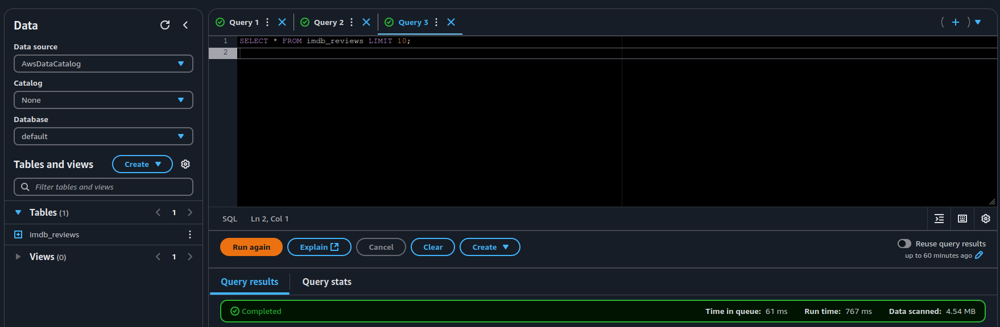 Data
Data source
AwsDataCatalog
Catalog
None
Database
default
Tables and views
Create
Filter tables and views
Tables (1)
1
imdb_reviews
Views (0)
1
Query 1
Query 2
Query 3
1 SELECT * FROM imdb_reviews LIMIT 10;
2
SQL Ln 2, Col 1
Run again
Explain
Cancel
Clear
Create
Reuse query results
up to 60 minutes ago
Query results
Query stats
Completed
Time in queue: 61 ms
Run time: 767 ms
Data scanned: 4.54 MB